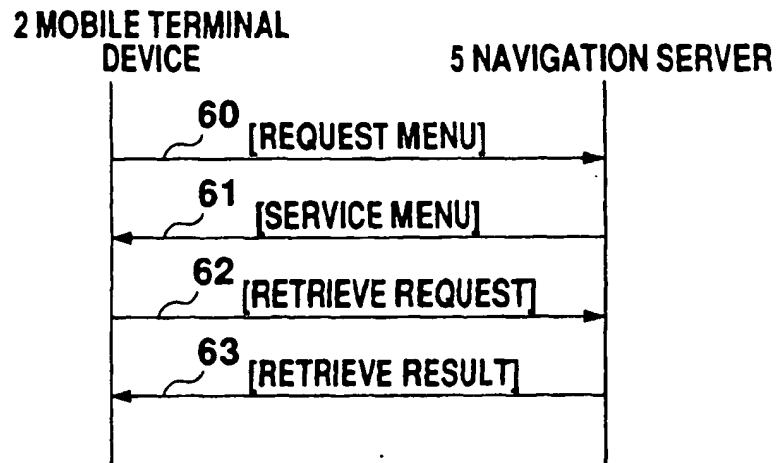 2 MOBILE TERMINAL
DEVICE
5 NAVIGATION SERVER
60
[REQUEST MENU]
61
[SERVICE MENU]
62
[RETRIEVE REQUEST]
63
[RETRIEVE RESULT]